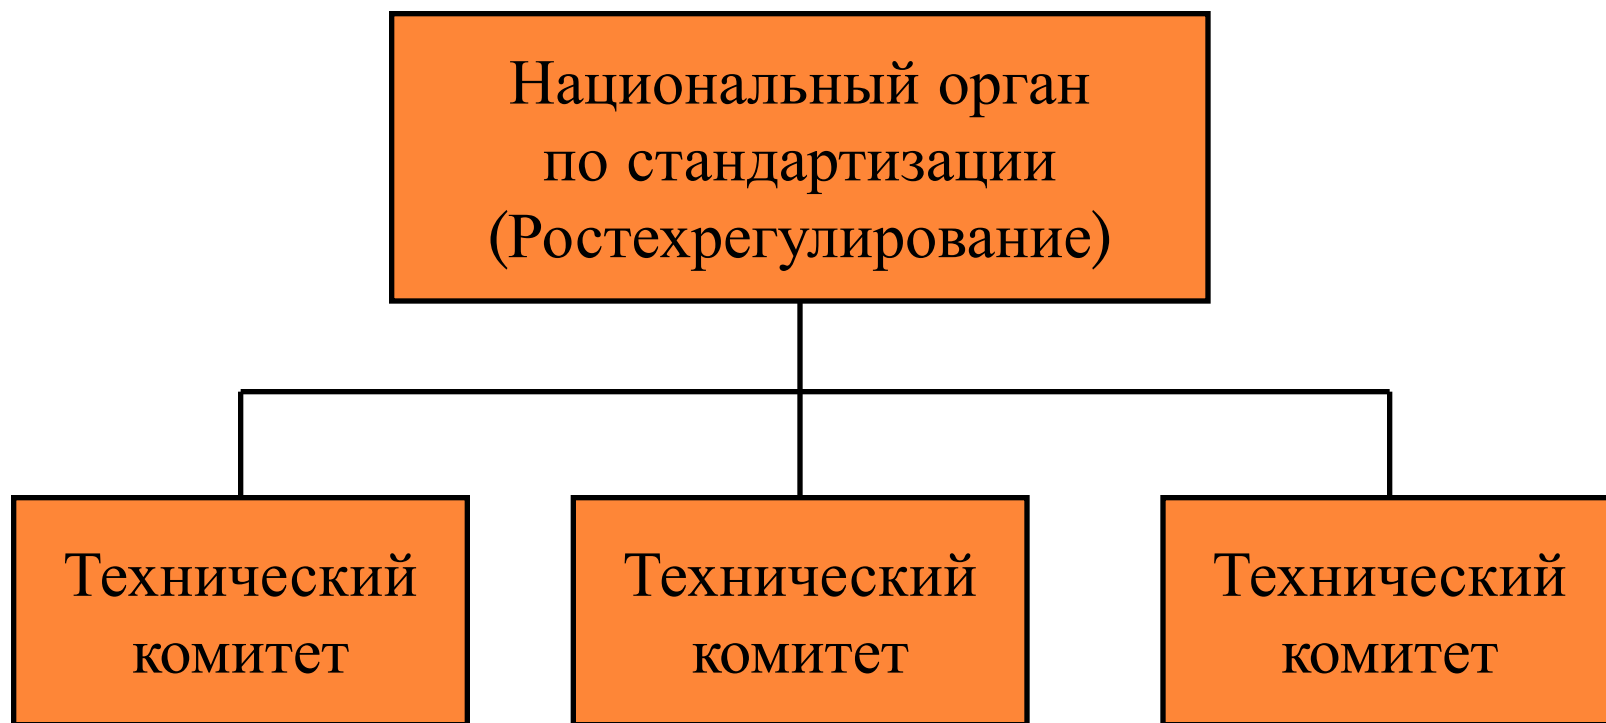 Национальный орган
по стандартизации
(Ростехрегулирование)
Технический
комитет
Технический
комитет
Технический
комитет